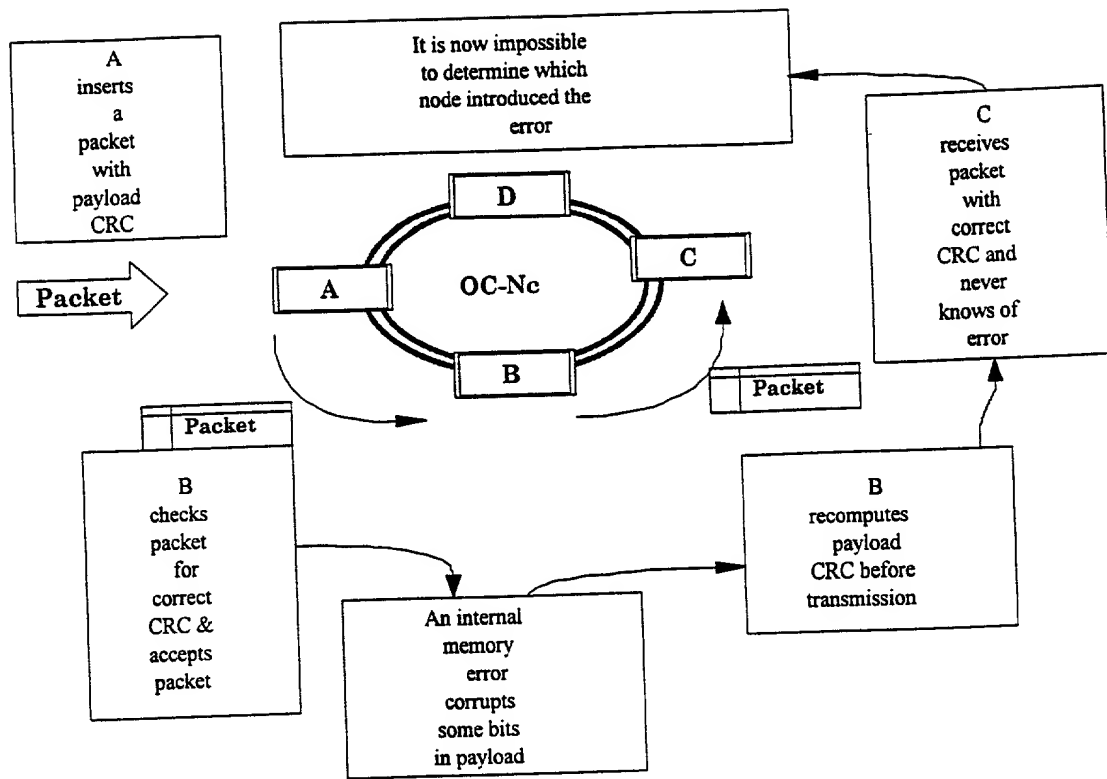 A
inserts
a
packet
with
payload
CRC
It is now impossible
to determine which
node introduced the
error
C
receives
packet
with
correct
CRC and
never
knows of
error
Packet
D
A
OC-Nc
C
B
Packet
Packet
B
checks
packet
for
correct
CRC &
accepts
packet
An internal
memory
error
corrupts
some bits
in payload
B
recomputes
payload
CRC before
transmission